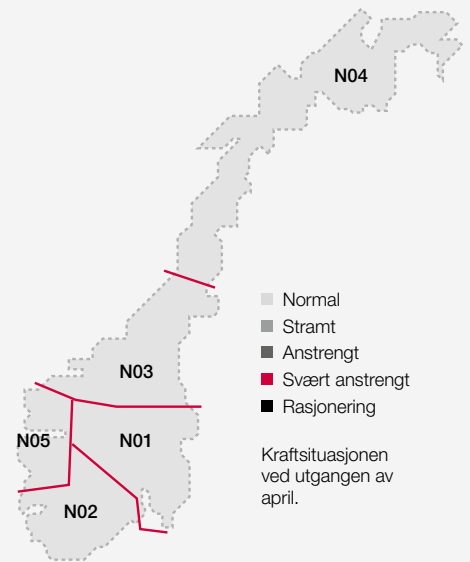 N04
Normal
Stramt
Anstrengt
Svært anstrengt
Rasjonering
N03
N05
N01
N02
Kraftsituasjonen
ved utgangen av
april.